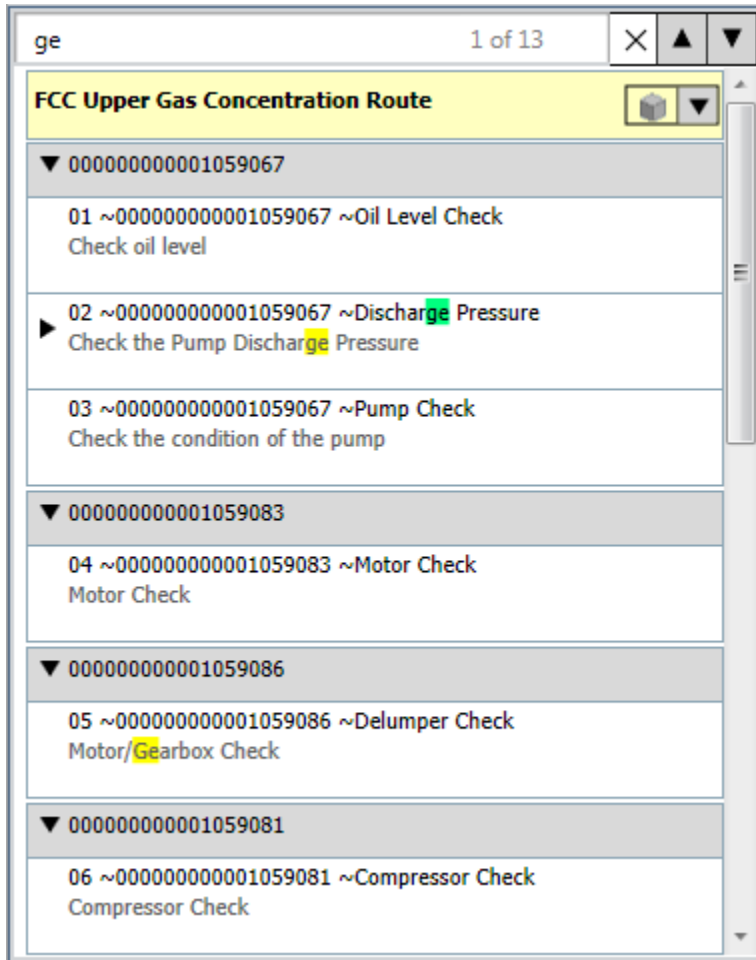 ge 1 of 13
FCC Upper Gas Concentration Route
000000000001059067
01 ~000000000001059067 ~Oil Level Check
Check oil level
02 ~000000000001059067 ~Discharge Pressure
Check the Pump Discharge Pressure
03 ~000000000001059067 ~Pump Check
Check the condition of the pump
000000000001059083
04 ~000000000001059083 ~Motor Check
Motor Check
000000000001059086
05 ~000000000001059086 ~Delumper Check
Motor/Gearbox Check
000000000001059081
06 ~000000000001059081 ~Compressor Check
Compressor Check